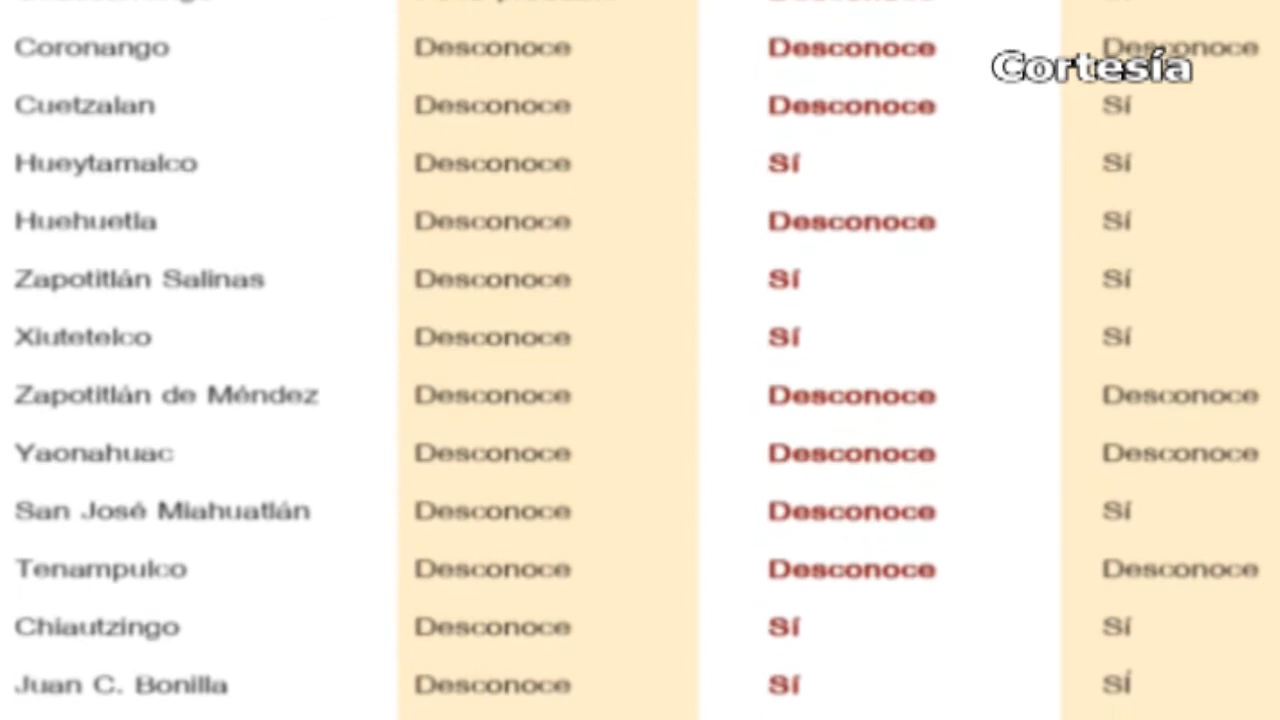 Coronango Desconoce Desconoce Desconoce
Cortesía
Cuetzalan Desconoce Desconoce Sí
Hueytamalco Desconoce Sí Sí
Huehuetla Desconoce Desconoce Sí
Zapotitlán Salinas Desconoce Sí Sí
Xiutetelco Desconoce Sí Sí
Zapotitlán de Méndez Desconoce Desconoce Desconoce
Yaonahuac Desconoce Desconoce Desconoce
San José Miahuatlán Desconoce Desconoce Sí
Tenampulco Desconoce Desconoce Desconoce
Chiautzingo Desconoce Sí Sí
Juan C. Bonilla Desconoce Sí SÍ